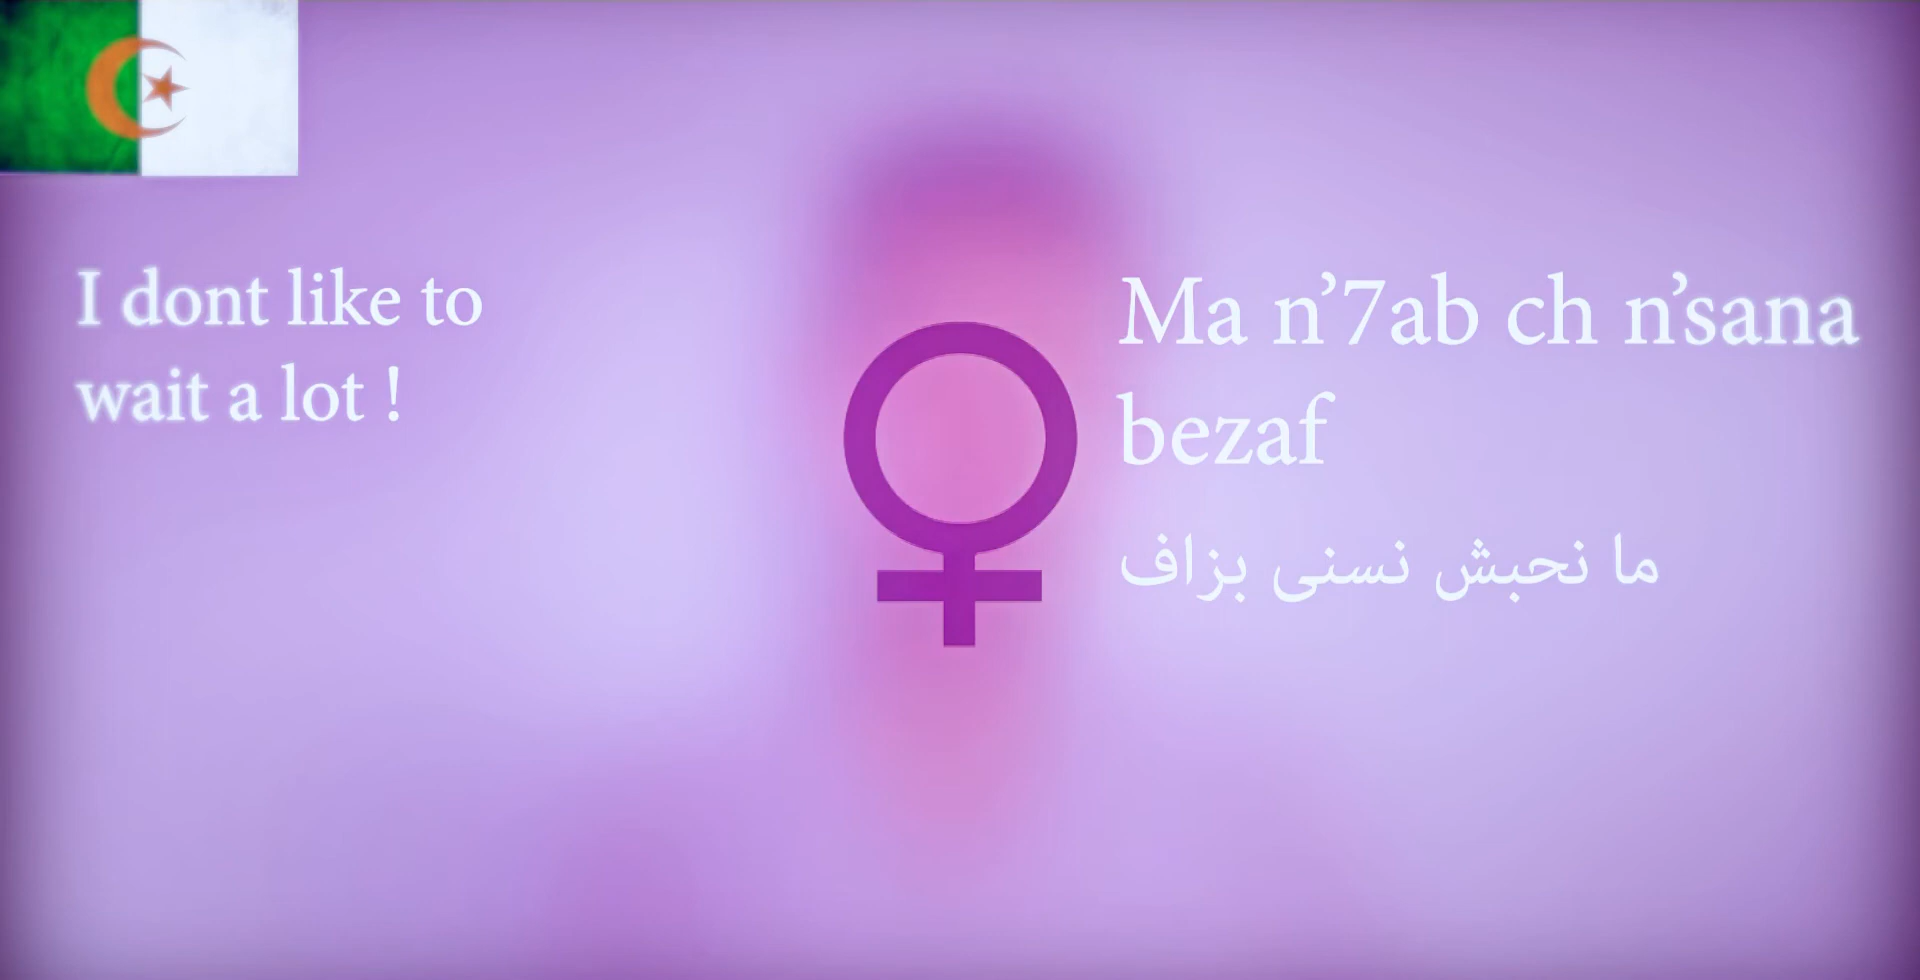 I dont like to
wait a lot !
Ma n’7ab ch n’sana
bezaf
ما نحبش نسنى بزاف